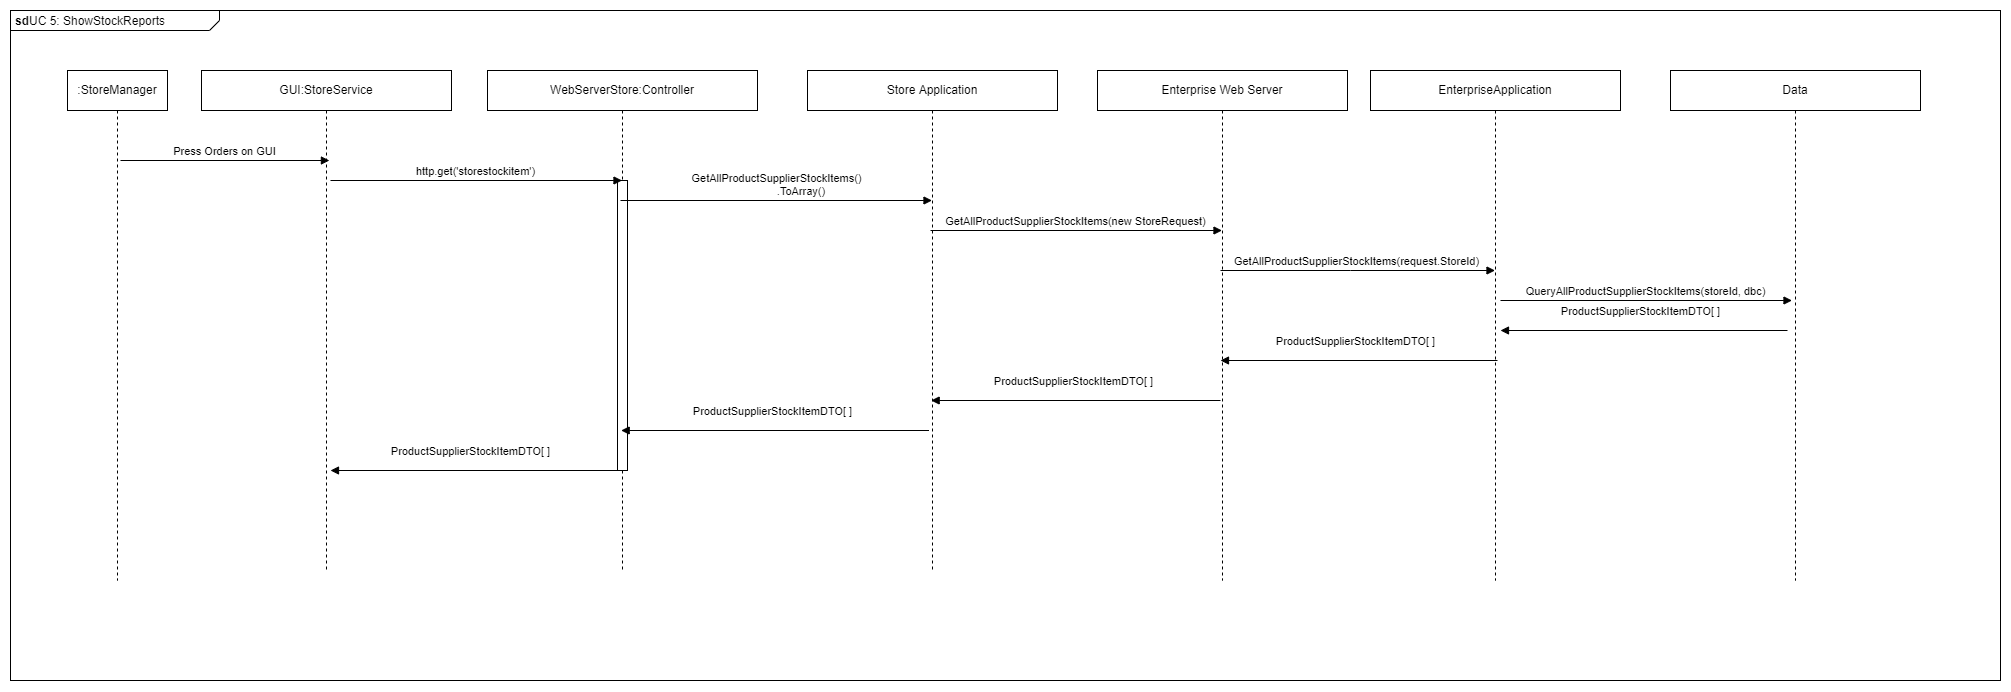 sdUC 5: ShowStockReports
:StoreManager
GUI:StoreService
WebServerStore:Controller
Store Application
Enterprise Web Server
EnterpriseApplication
Data
Press Orders on GUI
http.get('storestockitem')
GetAllProductSupplierStockItems()
.ToArray()
GetAllProductSupplierStockItems(new StoreRequest)
GetAllProductSupplierStockItems(request.StoreId)
QueryAllProductSupplierStockItems(storeId, dbc)
ProductSupplierStockItemDTO[ ]
ProductSupplierStockItemDTO[ ]
ProductSupplierStockItemDTO[ ]
ProductSupplierStockItemDTO[ ]
ProductSupplierStockItemDTO[ ]